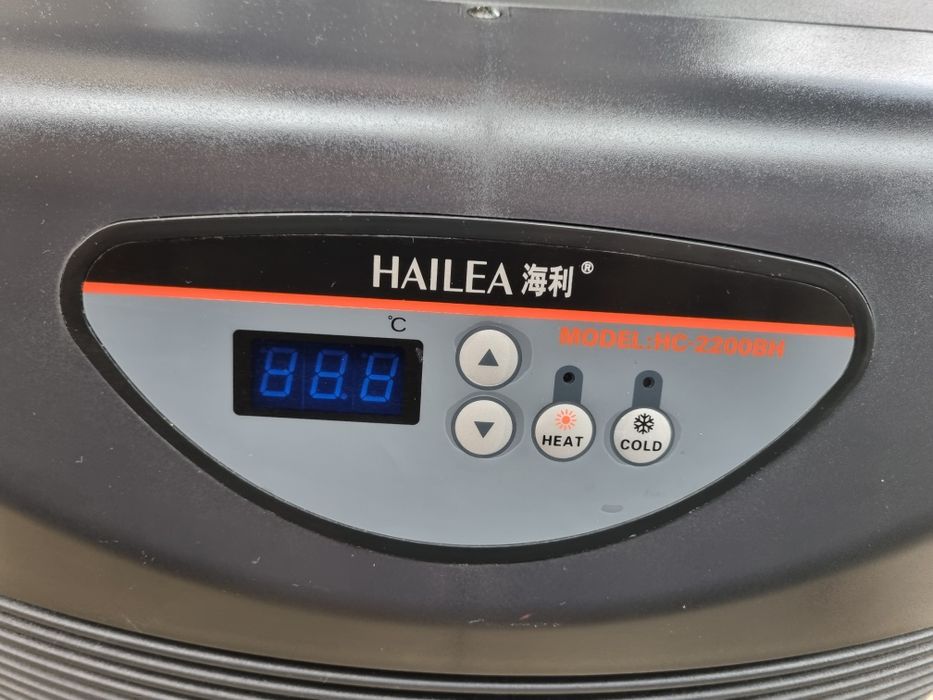 HAILEA 海利®
°C
MODEL:HC-2200BH
88.8
HEAT
COLD